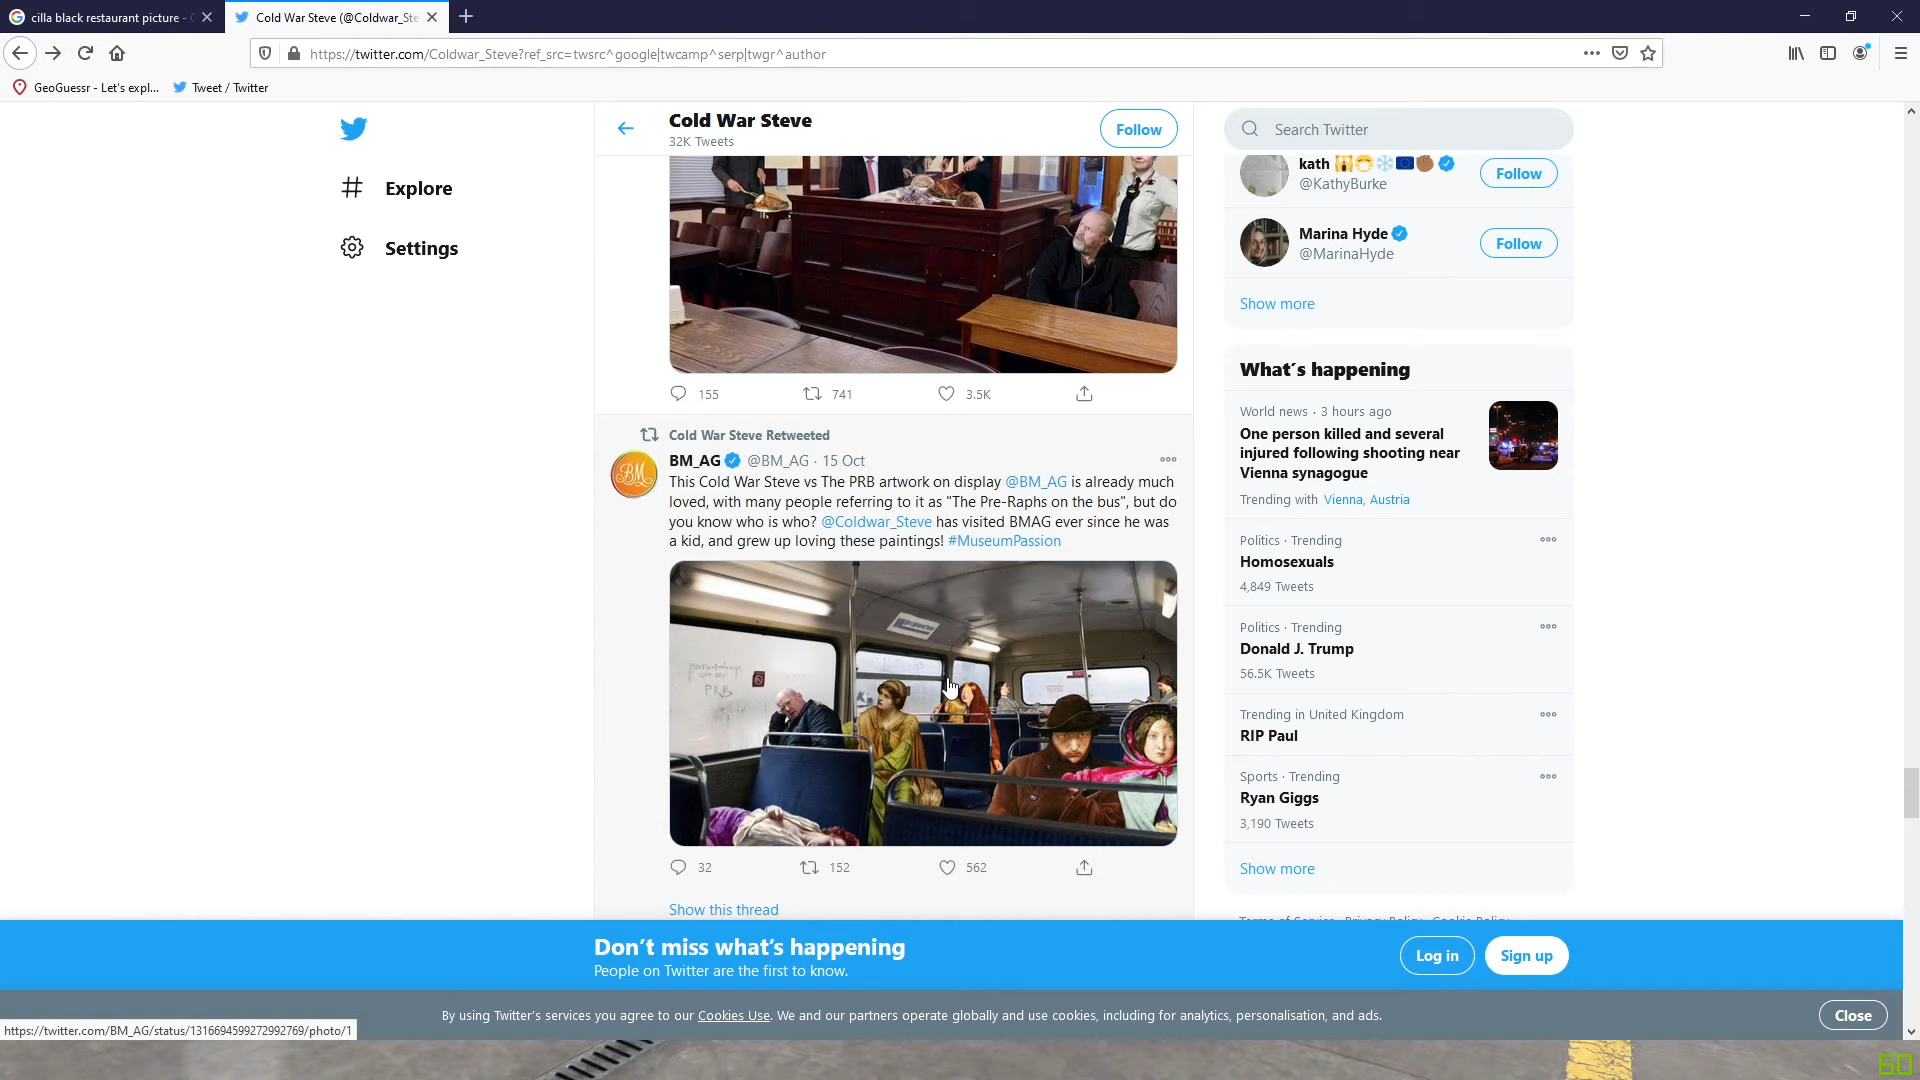 cilla black restaurant picture -
Cold War Steve (@Coldwar_Ste
https://twitter.com/Coldwar_Steve?ref_src=twsrc^google|twcamp^serp|twgr^author
GeoGuessr - Let's expl...
Tweet / Twitter
Explore
Settings
Cold War Steve
32K Tweets
Follow
155
741
3.5K
Cold War Steve Retweeted
BM_AG @BM_AG · 15 Oct
This Cold War Steve vs The PRB artwork on display @BM_AG is already much
loved, with many people referring to it as "The Pre-Raphs on the bus", but do
you know who is who? @Coldwar_Steve has visited BMAG ever since he was
a kid, and grew up loving these paintings! #MuseumPassion
PRB
32
152
562
Show this thread
Search Twitter
kath
@KathyBurke
Follow
Marina Hyde
@MarinaHyde
Follow
Show more
What's happening
World news · 3 hours ago
One person killed and several
injured following shooting near
Vienna synagogue
Trending with Vienna, Austria
Politics · Trending
Homosexuals
4,849 Tweets
Politics · Trending
Donald J. Trump
56.5K Tweets
Trending in United Kingdom
RIP Paul
Sports · Trending
Ryan Giggs
3,190 Tweets
Show more
Terms of Service Privacy Policy Cookie Policy
Don't miss what's happening
People on Twitter are the first to know.
Log in
Sign up
https://twitter.com/BM_AG/status/1316694599272992769/photo/1
By using Twitter's services you agree to our Cookies Use. We and our partners operate globally and use cookies, including for analytics, personalisation, and ads.
Close
60